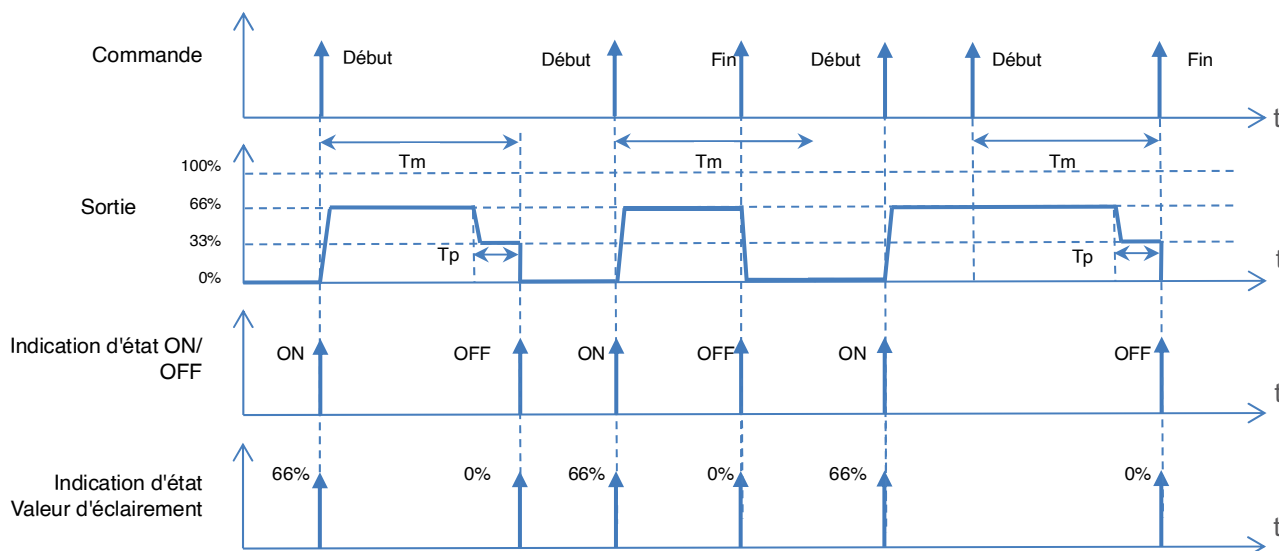 Commande
Début
Début
Fin
Début
Début
Fin
t
Tm
Tm
Tm
100%
Sortie
66%
33%
Tp
Tp
0%
t
Indication d'état ON/
OFF
ON
OFF
ON
OFF
ON
OFF
t
Indication d'état
Valeur d'éclairement
66%
0%
66%
0%
66%
0%
t